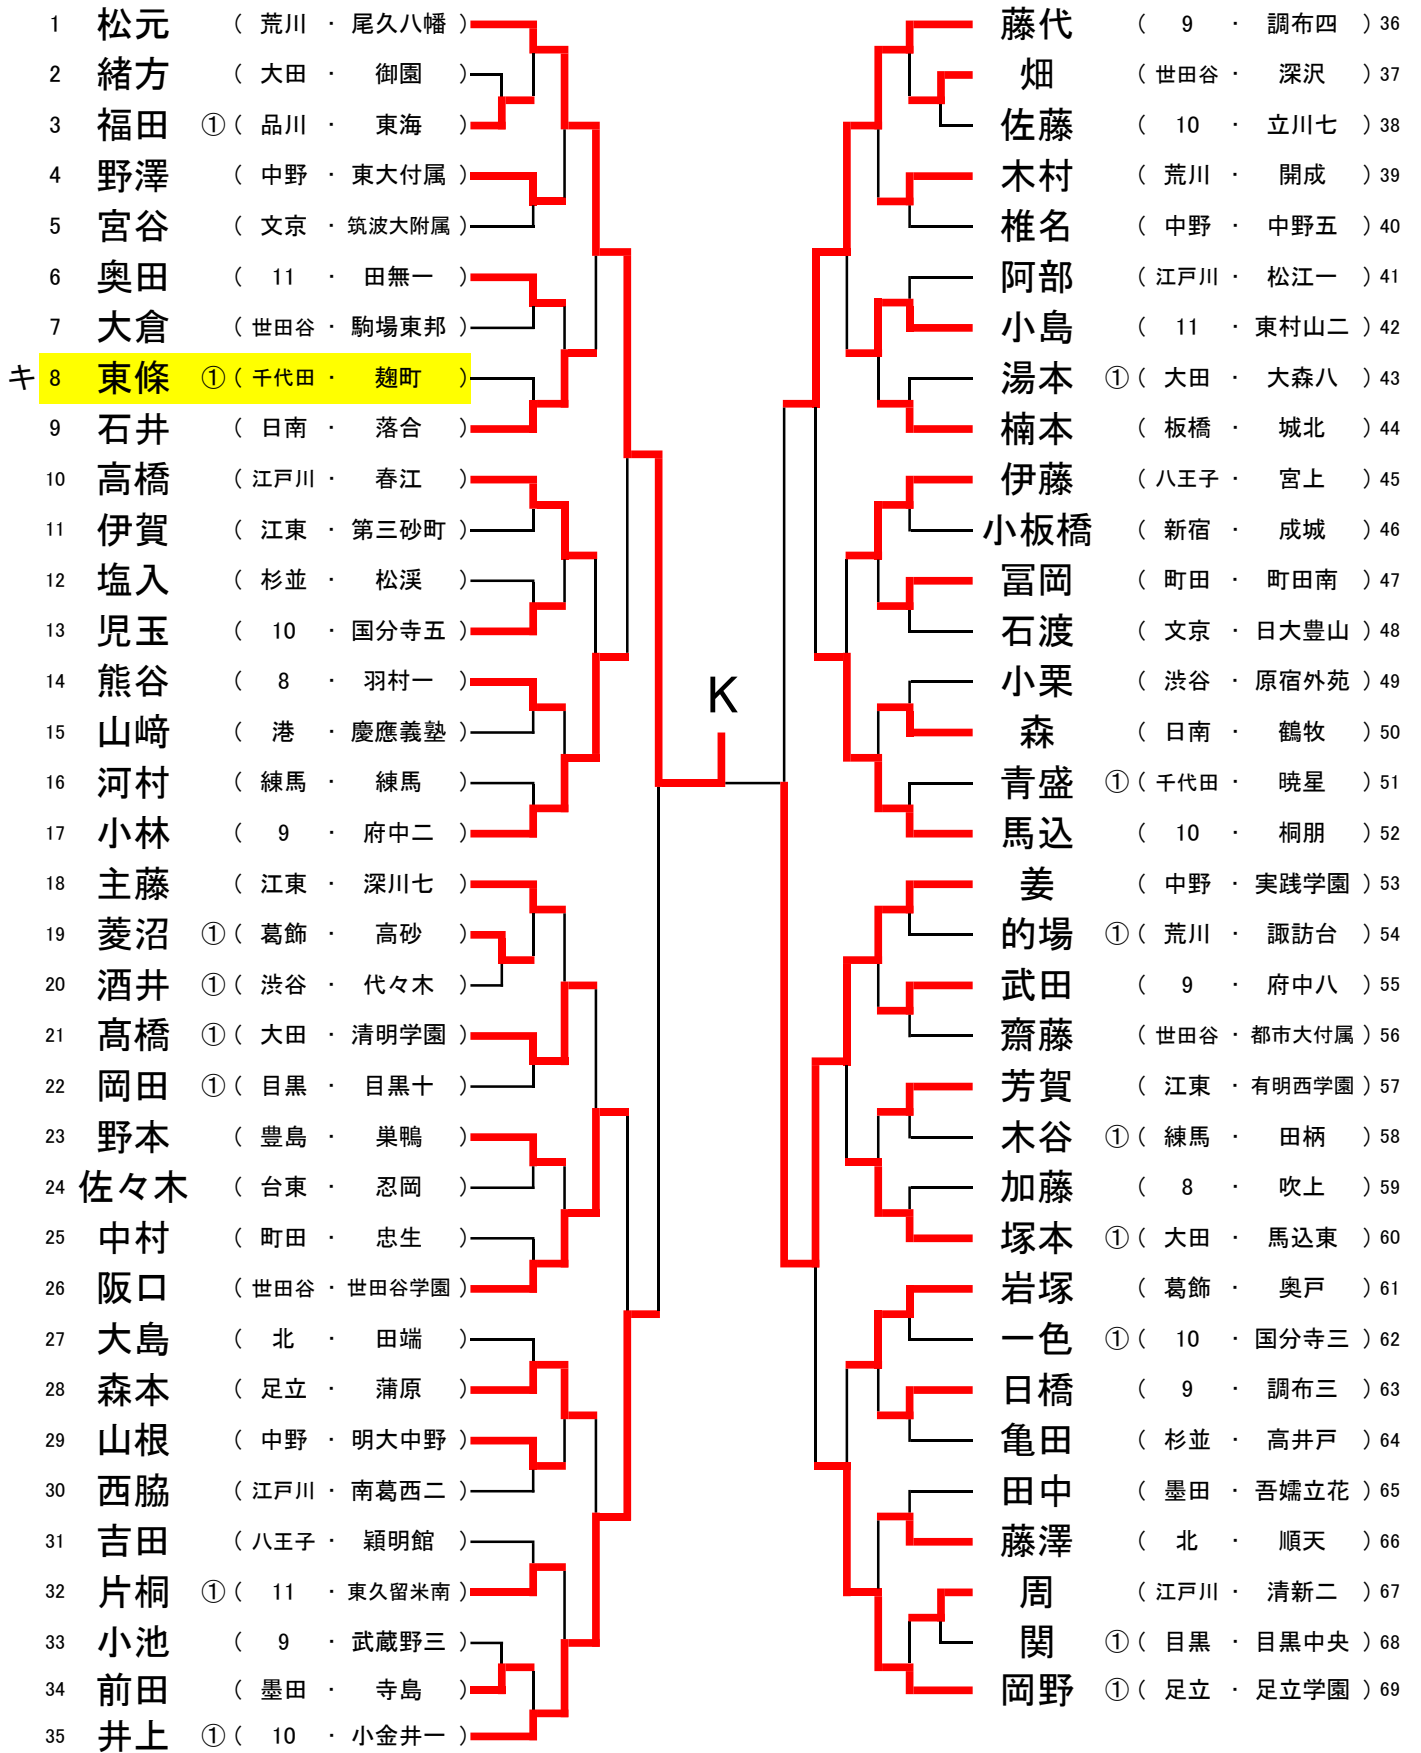 1 松元 ( 荒川 ・ 尾久八幡 )
2 緒方 ( 大田 ・ 御園 )
3 福田 ① ( 品川 ・ 東海 )
4 野澤 ( 中野 ・ 東大付属 )
5 宮谷 ( 文京 ・ 筑波大附属 )
6 奥田 ( 11 ・ 田無一 )
7 大倉 ( 世田谷 ・ 駒場東邦 )
キ 8 東條 ① ( 千代田 ・ 麹町 )
9 石井 ( 日南 ・ 落合 )
10 高橋 ( 江戸川 ・ 春江 )
11 伊賀 ( 江東 ・ 第三砂町 )
12 塩入 ( 杉並 ・ 松渓 )
13 児玉 ( 10 ・ 国分寺五 )
14 熊谷 ( 8 ・ 羽村一 )
15 山﨑 ( 港 ・ 慶應義塾 )
16 河村 ( 練馬 ・ 練馬 )
17 小林 ( 9 ・ 府中二 )
18 主藤 ( 江東 ・ 深川七 )
19 菱沼 ① ( 葛飾 ・ 高砂 )
20 酒井 ① ( 渋谷 ・ 代々木 )
21 髙橋 ① ( 大田 ・ 清明学園 )
22 岡田 ① ( 目黒 ・ 目黒十 )
23 野本 ( 豊島 ・ 巣鴨 )
24 佐々木 ( 台東 ・ 忍岡 )
25 中村 ( 町田 ・ 忠生 )
26 阪口 ( 世田谷 ・ 世田谷学園 )
27 大島 ( 北 ・ 田端 )
28 森本 ( 足立 ・ 蒲原 )
29 山根 ( 中野 ・ 明大中野 )
30 西脇 ( 江戸川 ・ 南葛西二 )
31 吉田 ( 八王子 ・ 穎明館 )
32 片桐 ① ( 11 ・ 東久留米南 )
33 小池 ( 9 ・ 武蔵野三 )
34 前田 ( 墨田 ・ 寺島 )
35 井上 ① ( 10 ・ 小金井一 )
K
藤代 ( 9 ・ 調布四 ) 36
畑 ( 世田谷 ・ 深沢 ) 37
佐藤 ( 10 ・ 立川七 ) 38
木村 ( 荒川 ・ 開成 ) 39
椎名 ( 中野 ・ 中野五 ) 40
阿部 ( 江戸川 ・ 松江一 ) 41
小島 ( 11 ・ 東村山二 ) 42
湯本 ① ( 大田 ・ 大森八 ) 43
楠本 ( 板橋 ・ 城北 ) 44
伊藤 ( 八王子 ・ 宮上 ) 45
小板橋 ( 新宿 ・ 成城 ) 46
冨岡 ( 町田 ・ 町田南 ) 47
石渡 ( 文京 ・ 日大豊山 ) 48
小栗 ( 渋谷 ・ 原宿外苑 ) 49
森 ( 日南 ・ 鶴牧 ) 50
青盛 ① ( 千代田 ・ 暁星 ) 51
馬込 ( 10 ・ 桐朋 ) 52
姜 ( 中野 ・ 実践学園 ) 53
的場 ① ( 荒川 ・ 諏訪台 ) 54
武田 ( 9 ・ 府中八 ) 55
齋藤 ( 世田谷 ・ 都市大付属 ) 56
芳賀 ( 江東 ・ 有明西学園 ) 57
木谷 ① ( 練馬 ・ 田柄 ) 58
加藤 ( 8 ・ 吹上 ) 59
塚本 ① ( 大田 ・ 馬込東 ) 60
岩塚 ( 葛飾 ・ 奥戸 ) 61
一色 ① ( 10 ・ 国分寺三 ) 62
日橋 ( 9 ・ 調布三 ) 63
亀田 ( 杉並 ・ 高井戸 ) 64
田中 ( 墨田 ・ 吾嬬立花 ) 65
藤澤 ( 北 ・ 順天 ) 66
周 ( 江戸川 ・ 清新二 ) 67
関 ① ( 目黒 ・ 目黒中央 ) 68
岡野 ① ( 足立 ・ 足立学園 ) 69